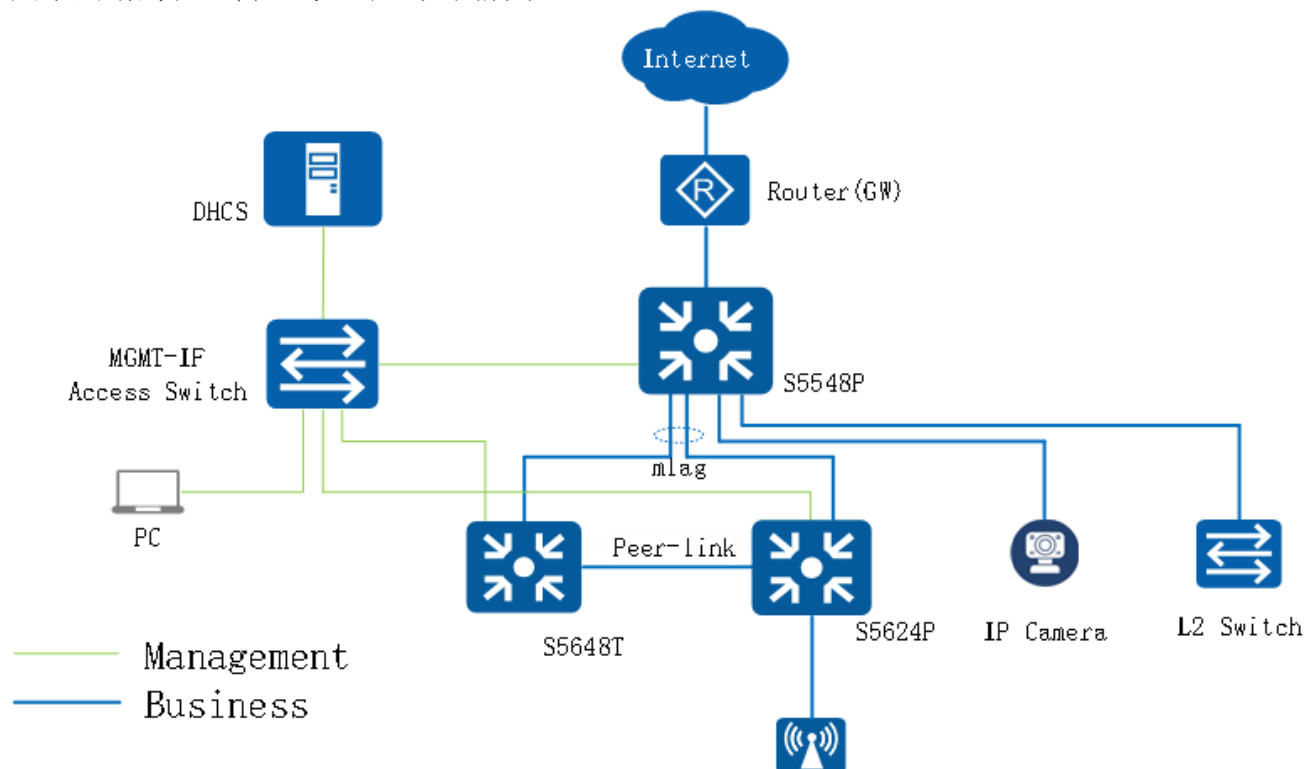 Internet
Router(GW)
DHCS
MGMT-IF
Access Switch
S5548P
mlag
PC
Peer-link
S5648T
S5624P
IP Camera
L2 Switch
Management
Business
R